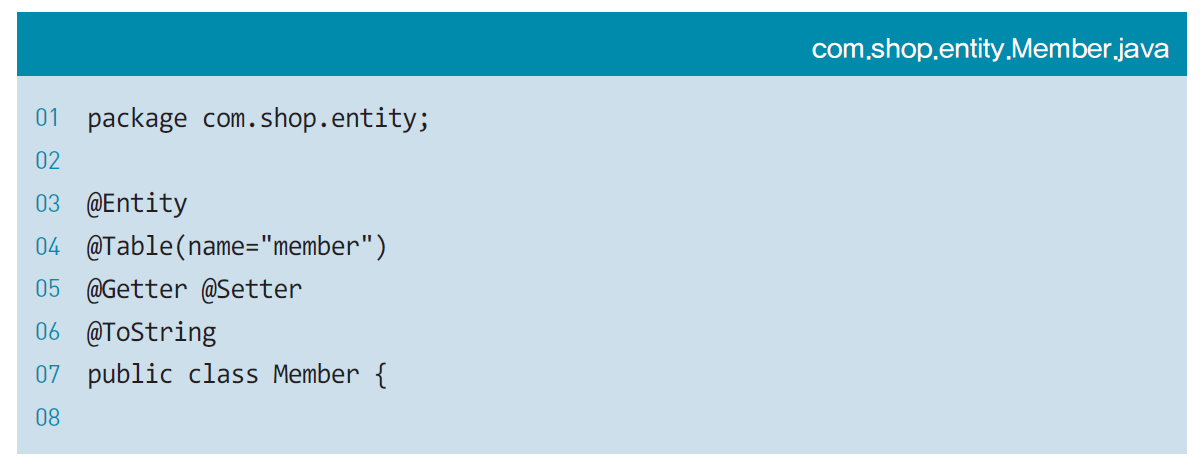 com.shop.entity.Member.java
01 package com.shop.entity;
02
03 @Entity
04 @Table(name="member")
05 @Getter @Setter
06 @ToString
07 public class Member {
08